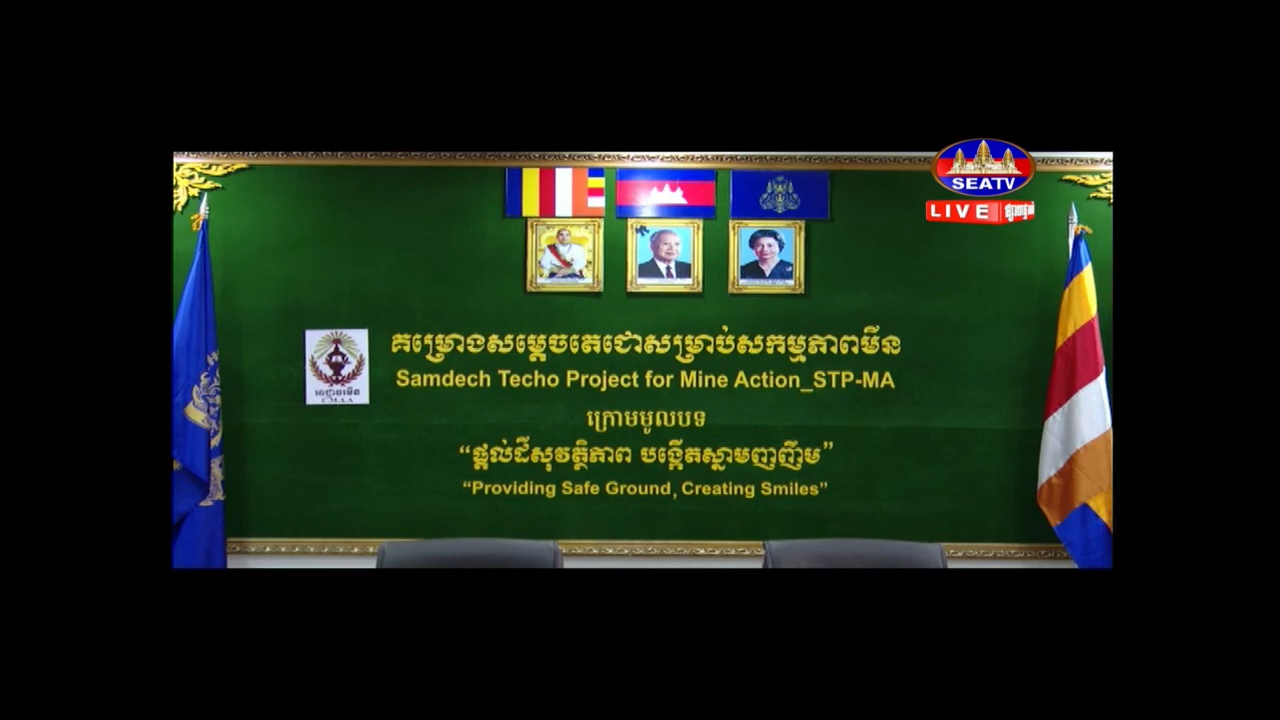 SEATV
LIVE
គម្រោងសម្តេចតេជោសម្រាប់សកម្មភាពមីន
Samdech Techo Project for Mine Action_STP-MA
C.M.A.A
ក្រោមមូលបទ
“ផ្តល់ដីសុវត្ថិភាព បង្កើតស្នាមញញឹម”
“Providing Safe Ground, Creating Smiles”